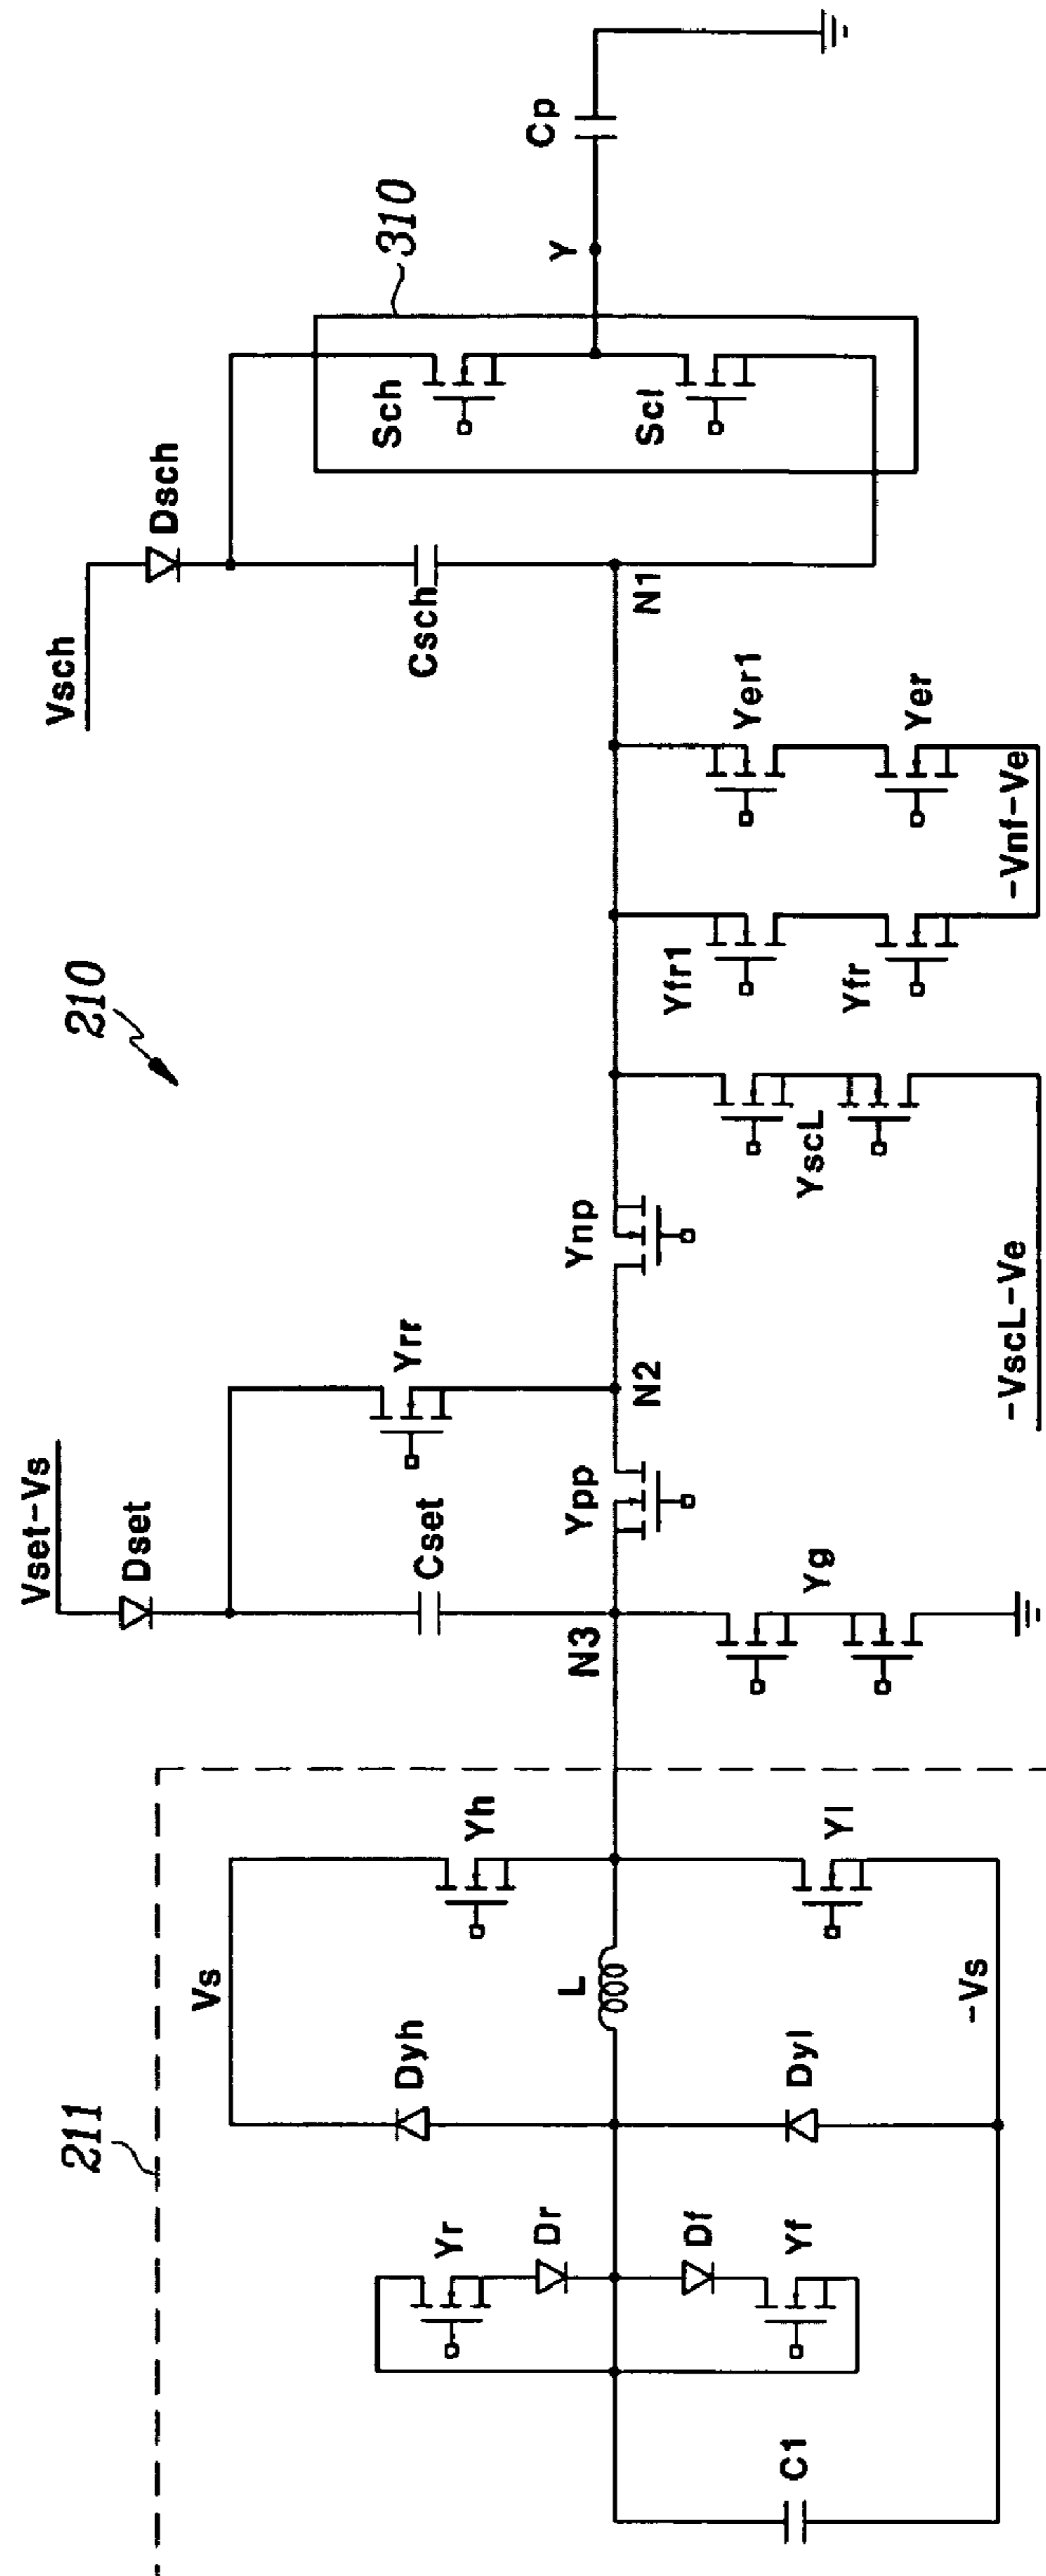 210
211
310
Vsch
Dsch
Csch
Sch
Scl
Y
Cp
N1
Yer1
Yer
-Vnf-Ve
Yfr1
Yfr
YscL
-VscL-Ve
Ynp
Yrr
N2
Ypp
Vset-Vs
Dset
Cset
N3
Yg
Vs
Yh
Yl
-Vs
L
Dyh
Dyl
Yr
Dr
Df
Yf
C1